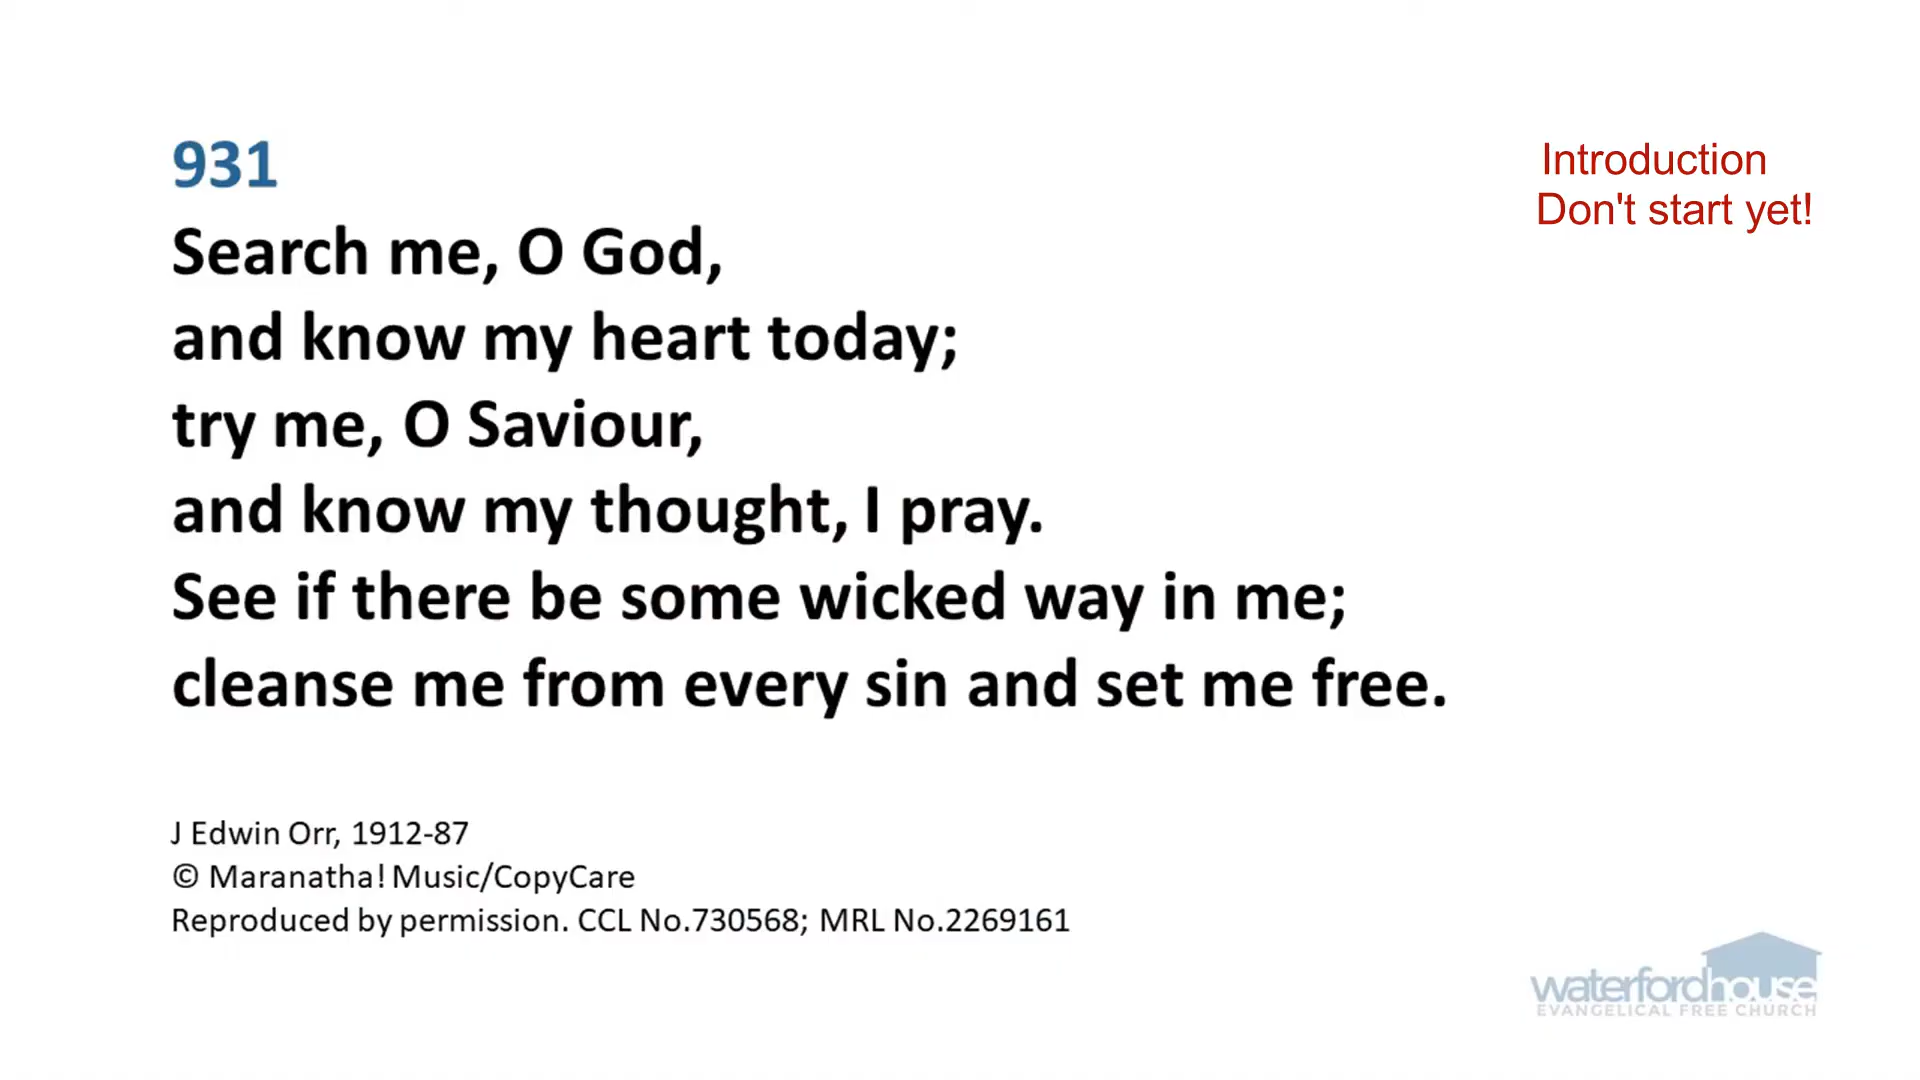 931
Introduction
Don't start yet!
Search me, O God,
and know my heart today;
try me, O Saviour,
and know my thought, I pray.
See if there be some wicked way in me;
cleanse me from every sin and set me free.
J Edwin Orr, 1912-87
© Maranatha! Music/CopyCare
Reproduced by permission. CCL No.730568; MRL No.2269161
waterfordhouse
EVANGELICAL FREE CHURCH